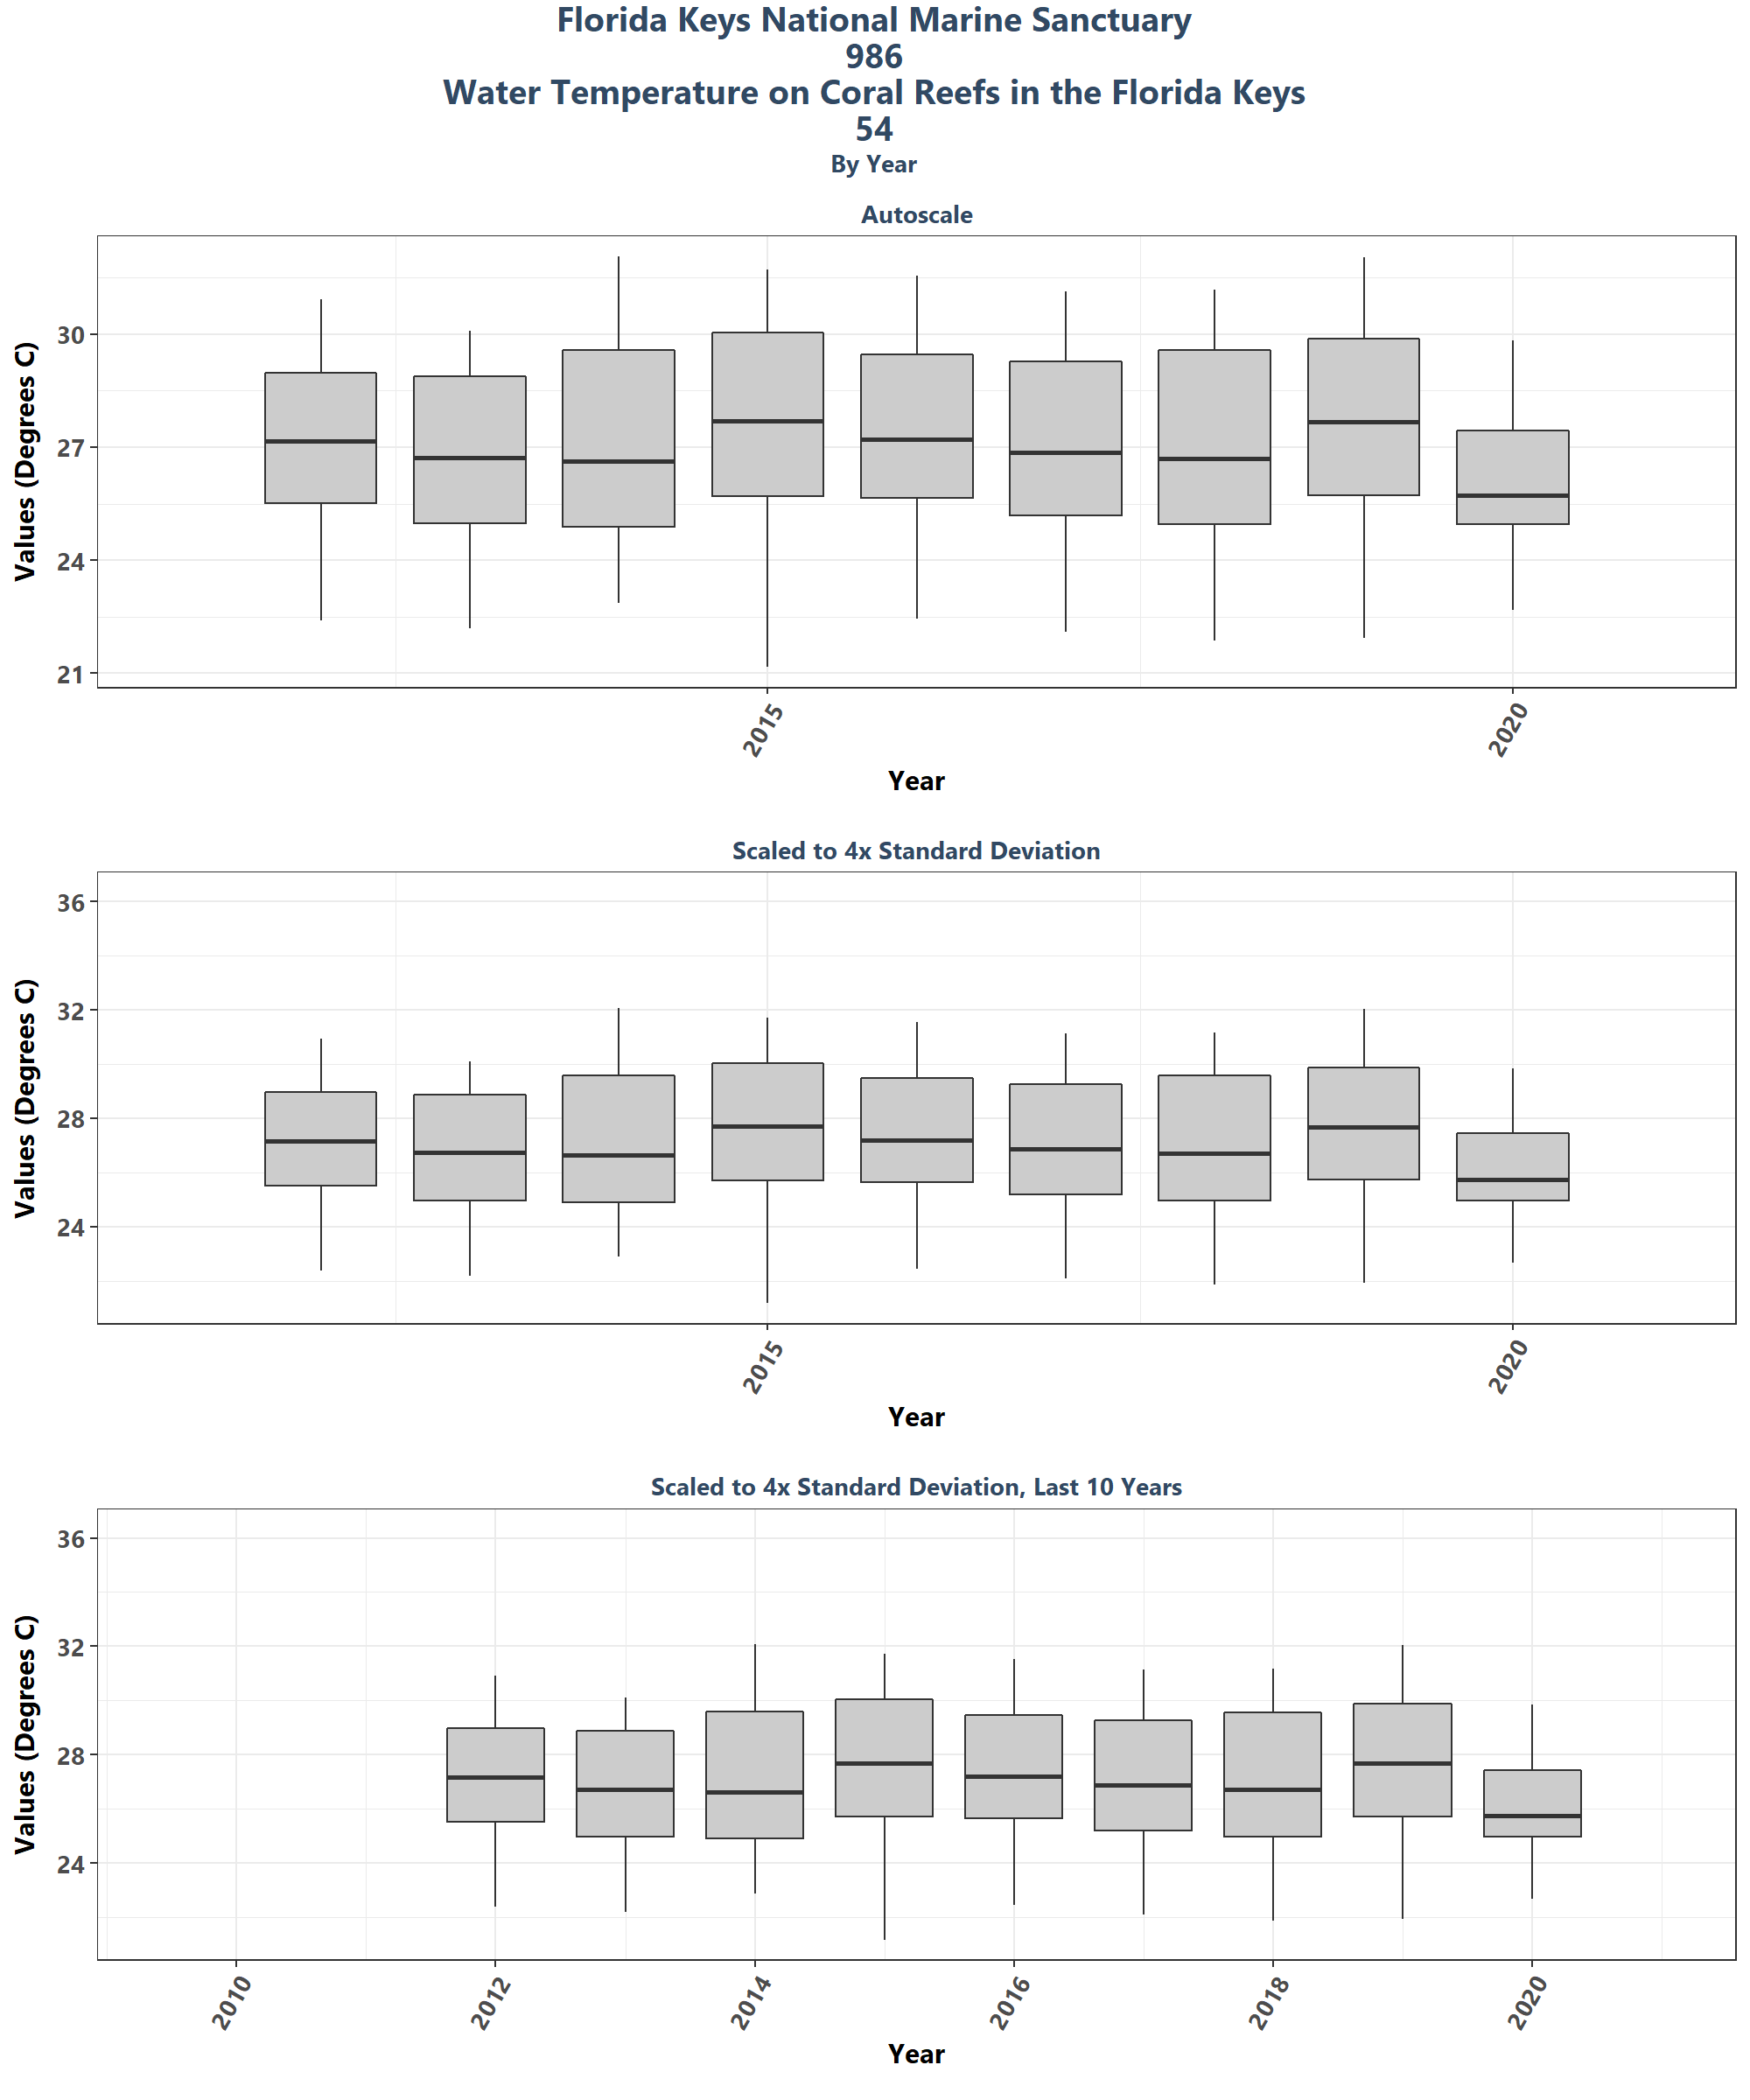 Florida Keys National Marine Sanctuary
986
Water Temperature on Coral Reefs in the Florida Keys
54
By Year
Autoscale
Values (Degrees C)
30
27
24
21
2015
2020
Year
Scaled to 4x Standard Deviation
Values (Degrees C)
36
32
28
24
2015
2020
Year
Scaled to 4x Standard Deviation, Last 10 Years
Values (Degrees C)
36
32
28
24
2010
2012
2014
2016
2018
2020
Year